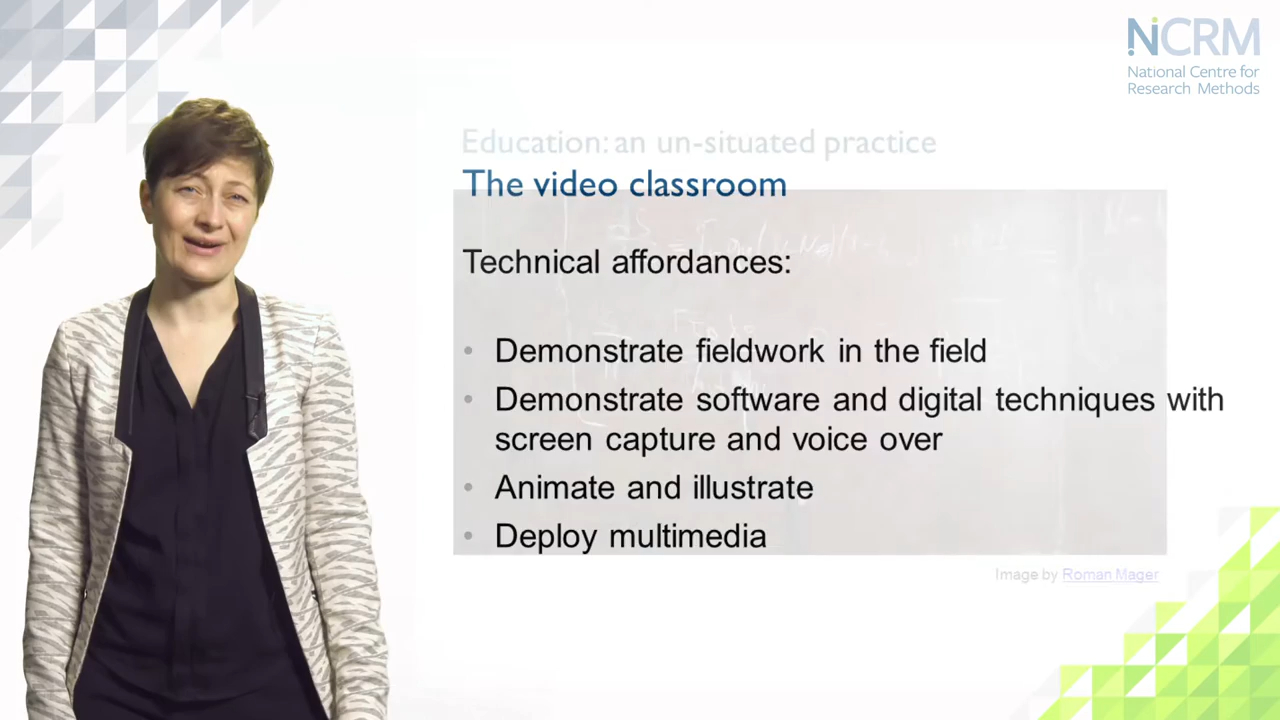 NCRM
National Centre for
Research Methods
Education: an un-situated practice
The video classroom
Technical affordances:
• Demonstrate fieldwork in the field
• Demonstrate software and digital techniques with
screen capture and voice over
• Animate and illustrate
• Deploy multimedia
Image by Roman Mager